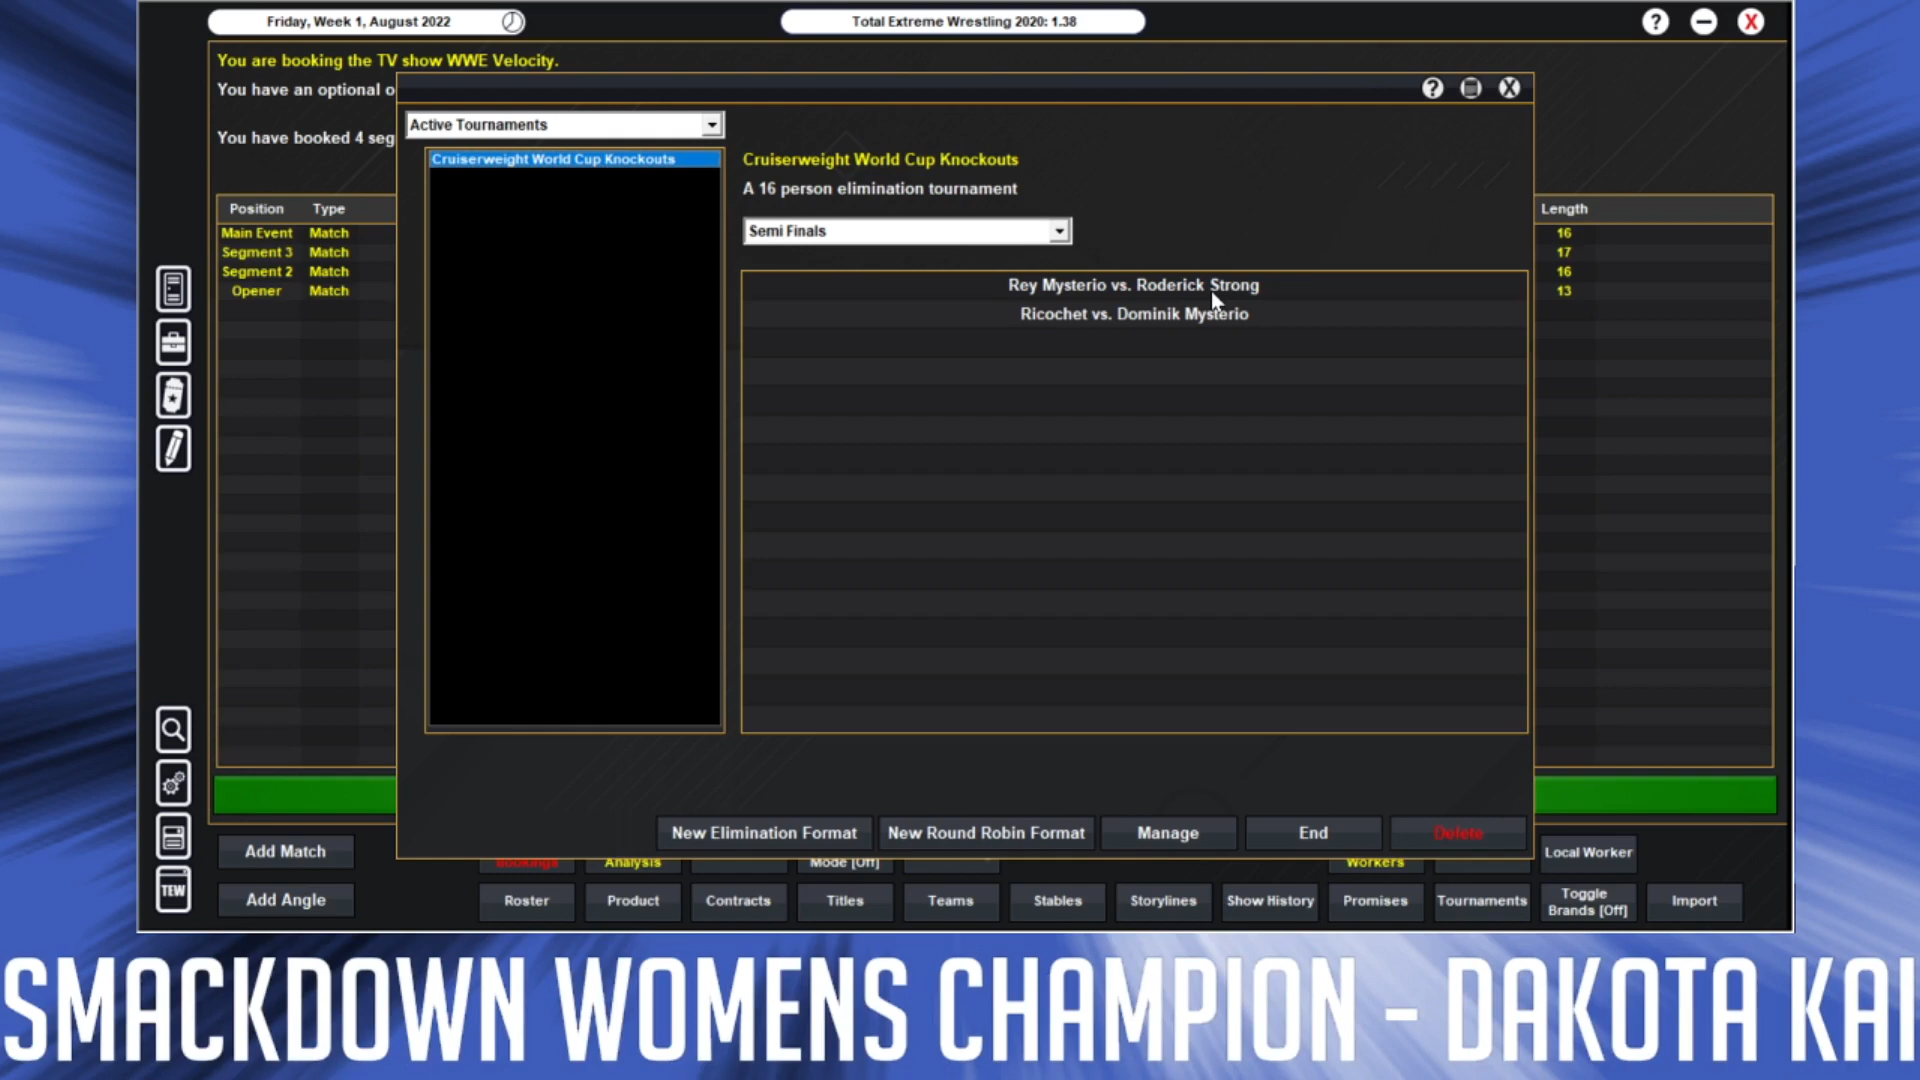 Friday, Week 1, August 2022
Total Extreme Wrestling 2020: 1.38
? X
You are booking the TV show WWE Velocity.
You have an optional o
? X
Active Tournaments
You have booked 4 seg
Cruiserweight World Cup Knockouts
Cruiserweight World Cup Knockouts
A 16 person elimination tournament
Position Type Length
Semi Finals
Main Event Match 16
Segment 3 Match 17
Segment 2 Match 16
Opener Match 13
Rey Mysterio vs. Roderick Strong
Ricochet vs. Dominik Mysterio
New Elimination Format New Round Robin Format Manage End Delete
Add Match Bookings Analysis Mode [Off] Workers Local Worker
TEW
Add Angle Roster Product Contracts Titles Teams Stables Storylines Show History Promises Tournaments Toggle Brands [Off] Import
SMACKDOWN WOMENS CHAMPION - DAKOTA KAI